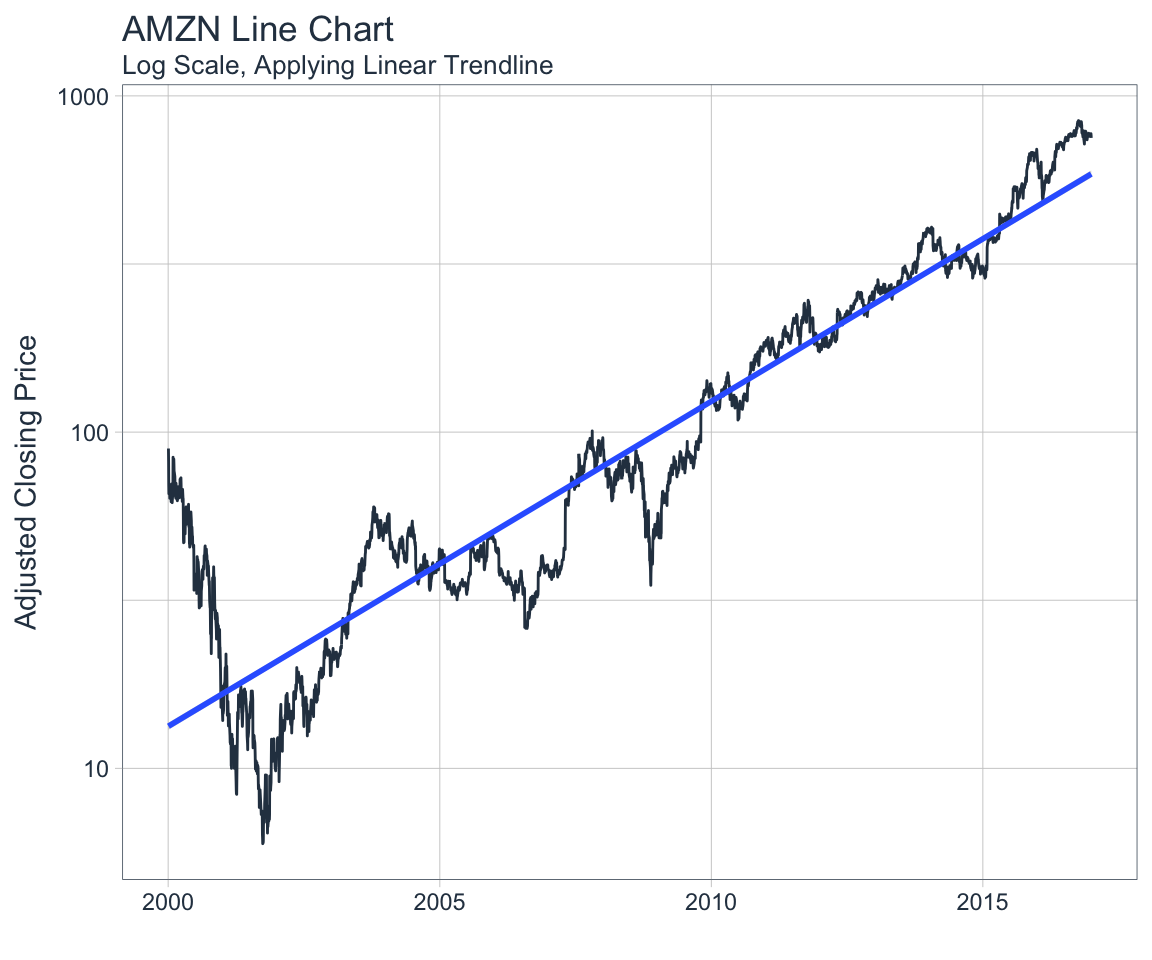 AMZN Line Chart
Log Scale, Applying Linear Trendline
1000
100
10
Adjusted Closing Price
2000 2005 2010 2015